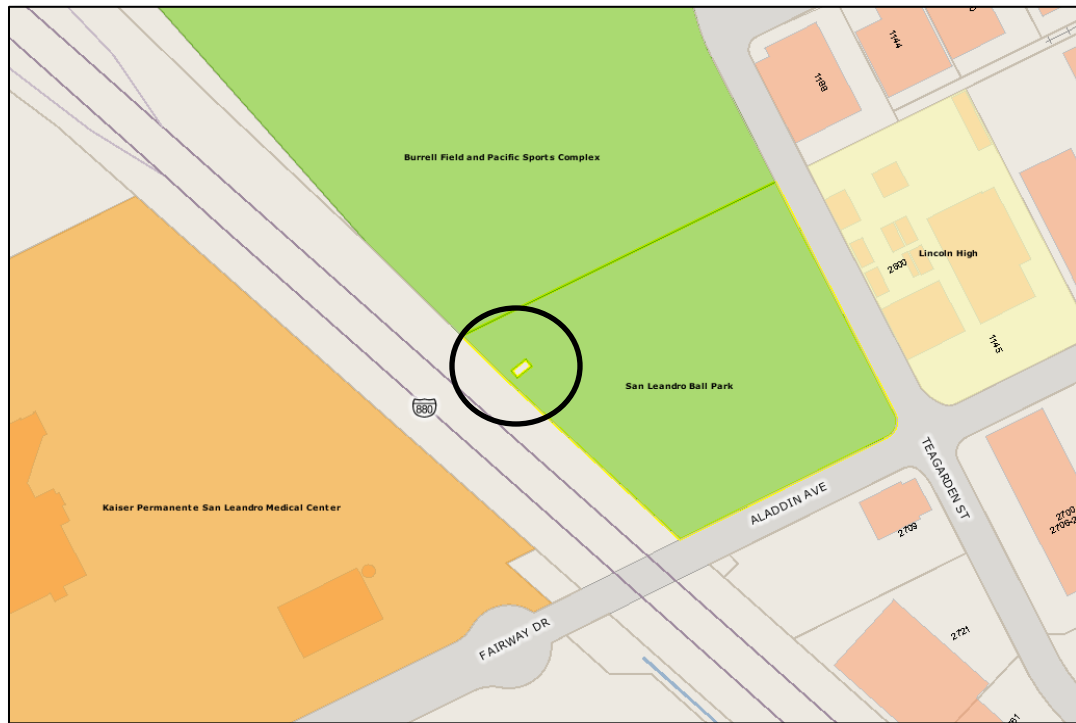 1144
1188
Burrell Field and Pacific Sports Complex
Lincoln High
2600
1145
San Leandro Ball Park
880
TEAGARDEN ST
ALADDIN AVE
Kaiser Permanente San Leandro Medical Center
2700
2709
FAIRWAY DR
2721